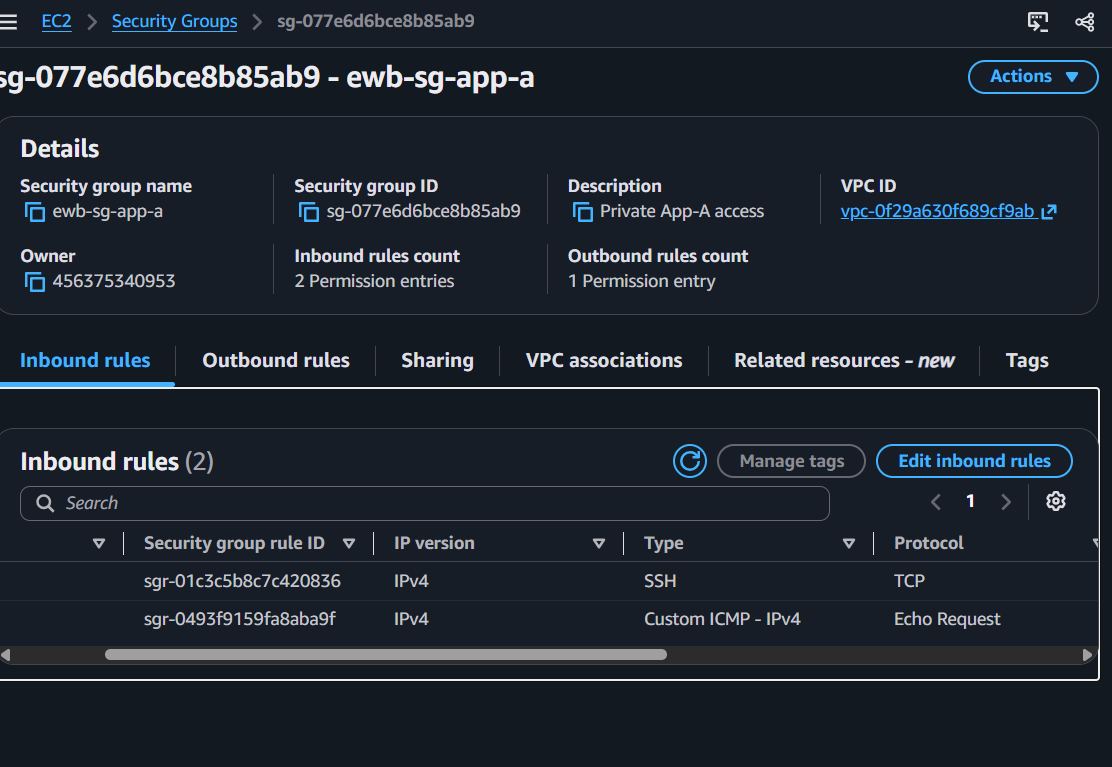 EC2 > Security Groups > sg-077e6d6bce8b85ab9
sg-077e6d6bce8b85ab9 - ewb-sg-app-a
Actions
Details
Security group name
ewb-sg-app-a
Security group ID
sg-077e6d6bce8b85ab9
Description
Private App-A access
VPC ID
vpc-0f29a630f689cf9ab
Owner
456375340953
Inbound rules count
2 Permission entries
Outbound rules count
1 Permission entry
Inbound rules Outbound rules Sharing VPC associations Related resources - new Tags
Inbound rules (2)
Manage tags Edit inbound rules
Search
1
Security group rule ID IP version Type Protocol
sgr-01c3c5b8c7c420836 IPv4 SSH TCP
sgr-0493f9159fa8aba9f IPv4 Custom ICMP - IPv4 Echo Request